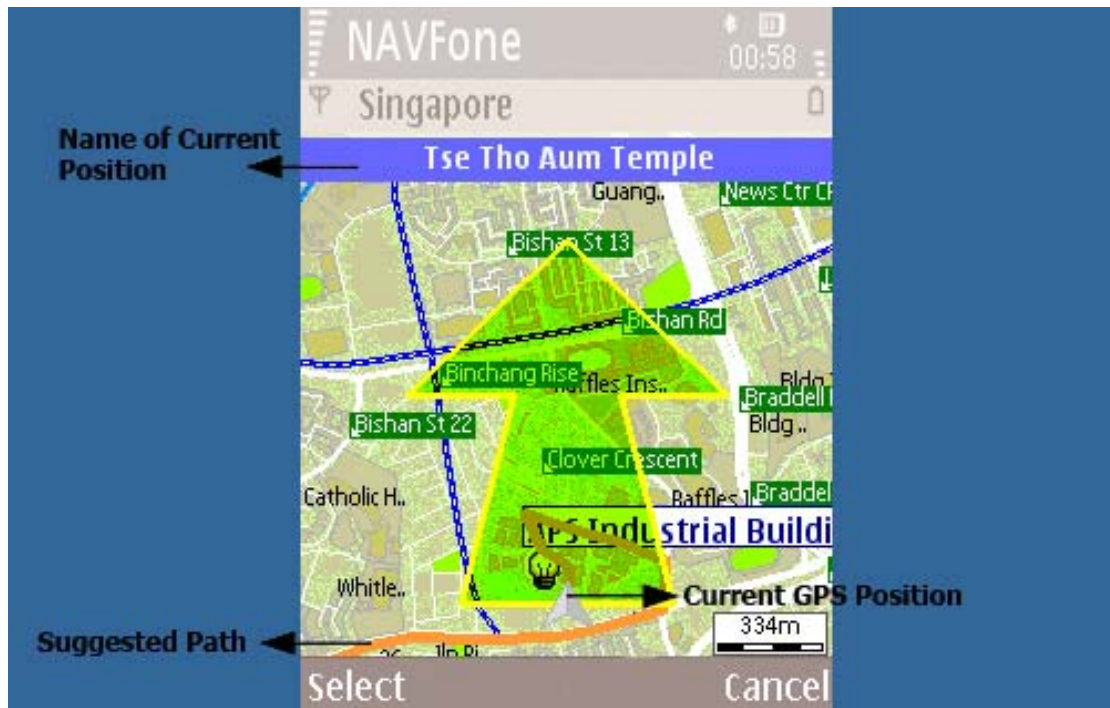 NAVFone
00:58
Singapore
Name of Current
Position
Tse Tho Aum Temple
Guang..
News Ctr
Bishan St 13
Bishan Rd
Binchang Rise
Raffles Ins..
Bldg
Braddell
Bishan St 22
Bldg ..
Clover Crescent
Catholic H..
Raffles
Braddel
APS Industrial Buildi
Whitle..
Current GPS Position
334m
Suggested Path
Select
Cancel